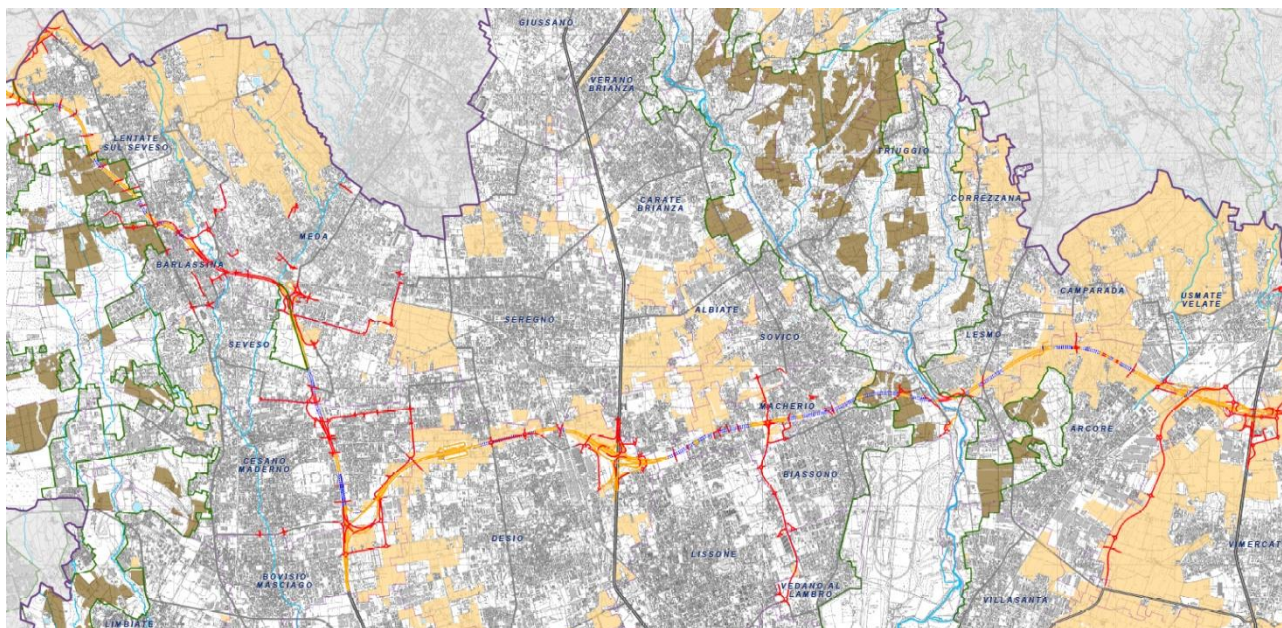 GIUSSANO
VERANO
BRIANZA
LENTATE
SUL SEVESO
TRIUGGIO
CARATE
BRIANZA
CORREZZANA
MEDA
BARLASSINA
CAMPARADA
USMATE
VELATE
ALBIATE
SEREGNO
SOVICO
LESMO
SEVESO
MACHERIO
ARCORE
CESANO
MADERNO
BIASSONO
DESIO
LISSONE
VIMERCAT
BOVISIO
MASCIAGO
VEDANO AL
LAMBRO
VILLASANTA
LIMBIATE